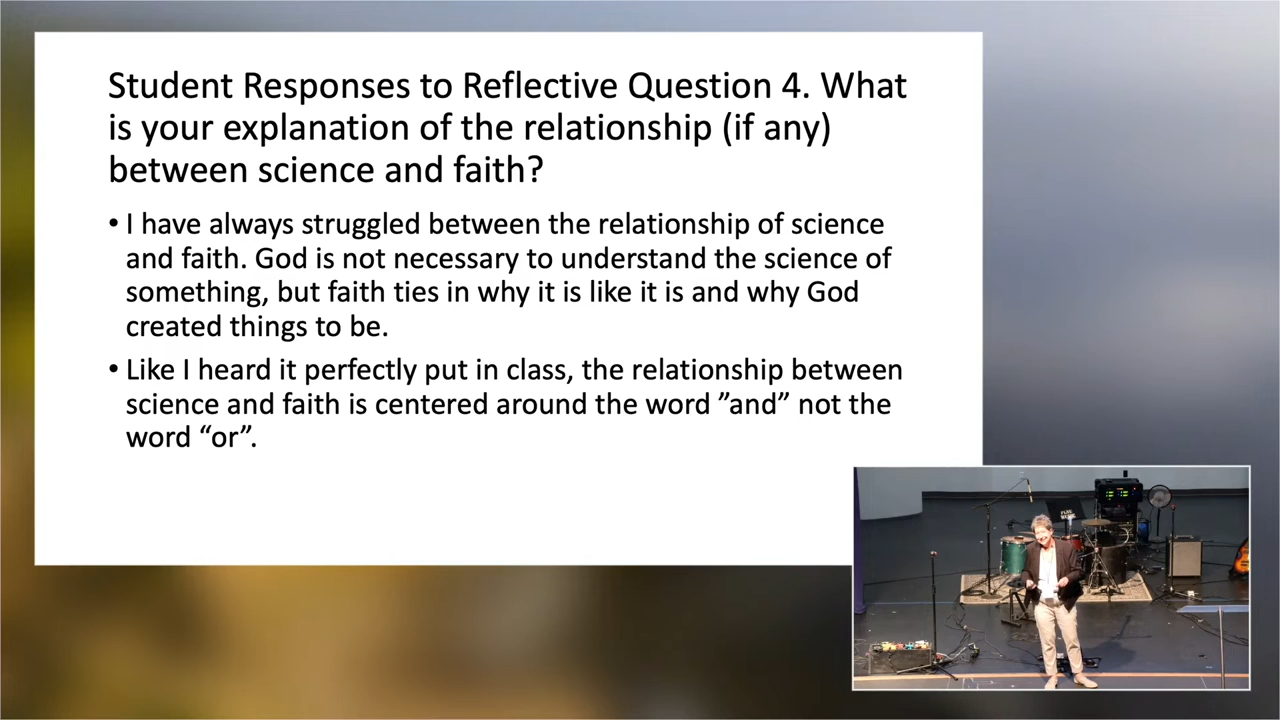 Student Responses to Reflective Question 4. What
is your explanation of the relationship (if any)
between science and faith?
• I have always struggled between the relationship of science
and faith. God is not necessary to understand the science of
something, but faith ties in why it is like it is and why God
created things to be.
• Like I heard it perfectly put in class, the relationship between
science and faith is centered around the word ”and” not the
word “or”.